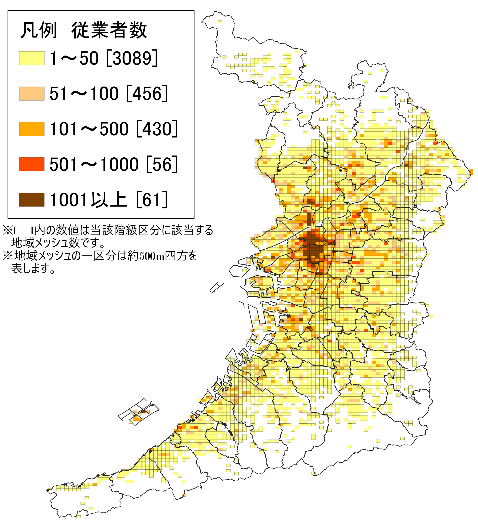 凡例 従業者数
1～50 [3089]
51～100 [456]
101～500 [430]
501～1000 [56]
1001以上 [61]
※[ ]内の数値は当該階級区分に該当する
地域メッシュ数です。
※地域メッシュの一区分は約500m四方を
表します。